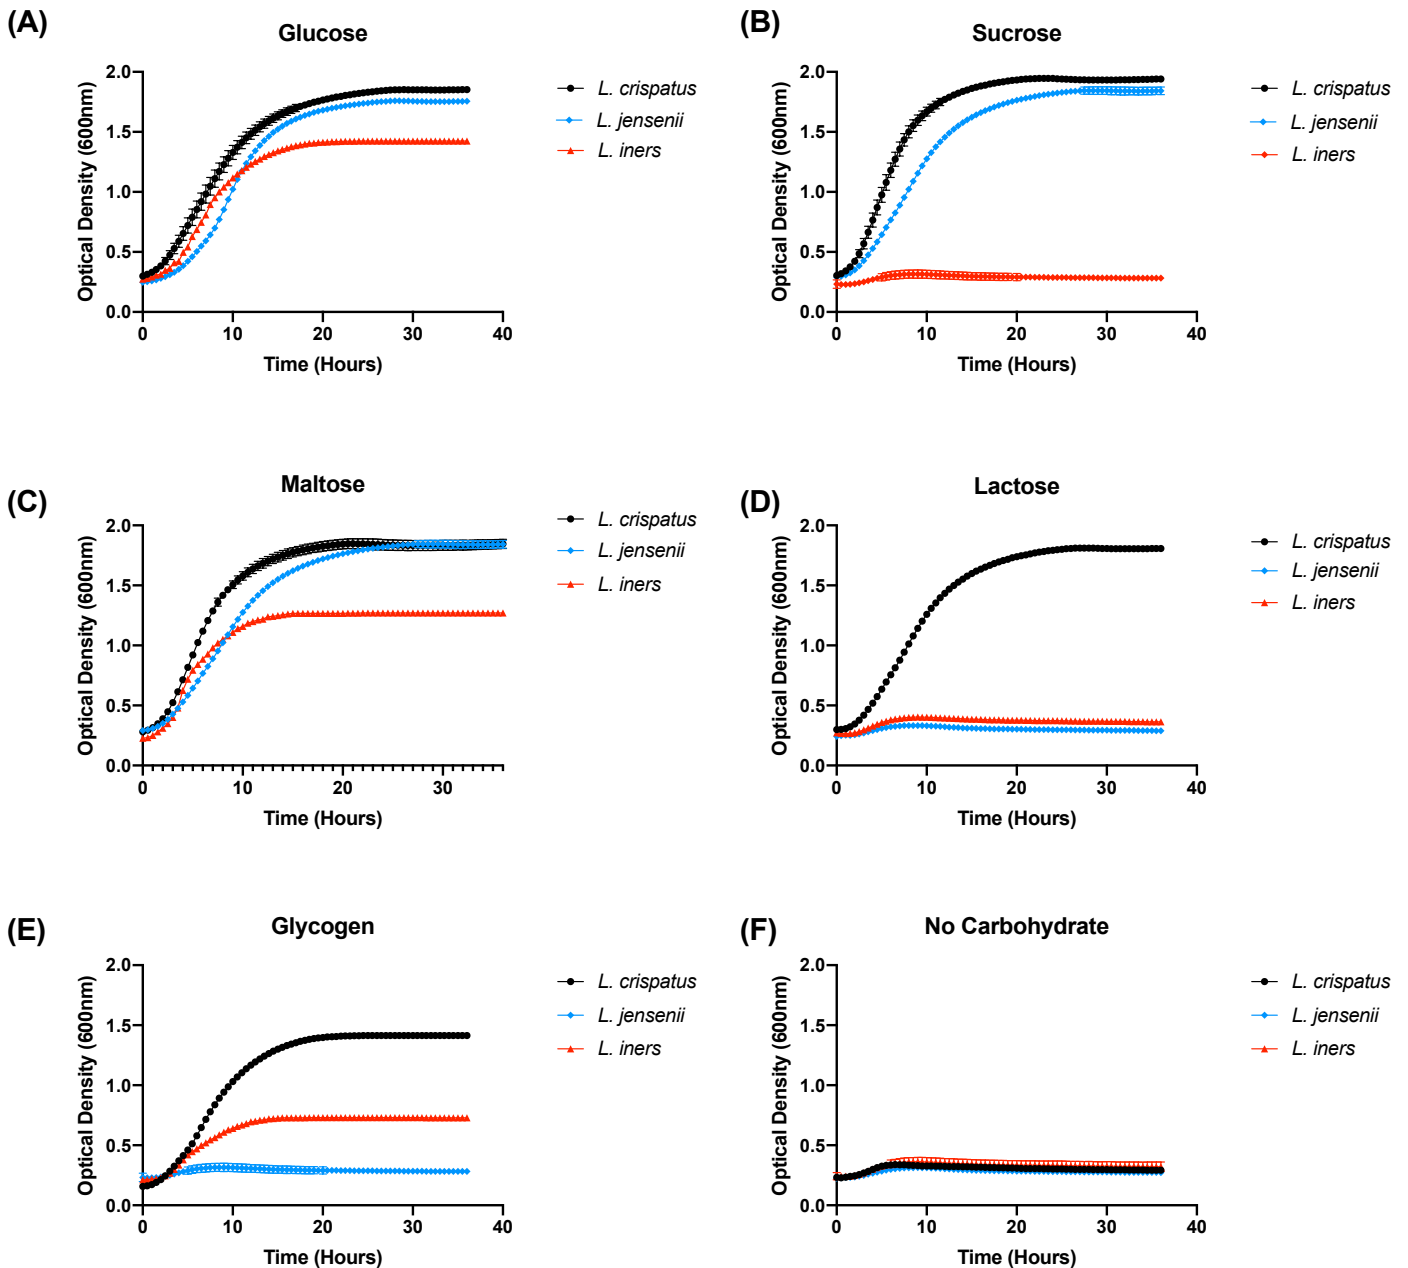 (A)
Glucose
Optical Density (600nm)
2.0
1.5
1.0
0.5
0.0
0 10 20 30 40
Time (Hours)
L. crispatus
L. jensenii
L. iners
(B)
Sucrose
Optical Density (600nm)
2.0
1.5
1.0
0.5
0.0
0 10 20 30 40
Time (Hours)
L. crispatus
L. jensenii
L. iners
(C)
Maltose
Optical Density (600nm)
2.0
1.5
1.0
0.5
0.0
0 10 20 30
Time (Hours)
L. crispatus
L. jensenii
L. iners
(D)
Lactose
Optical Density (600nm)
2.0
1.5
1.0
0.5
0.0
0 10 20 30 40
Time (Hours)
L. crispatus
L. jensenii
L. iners
(E)
Glycogen
Optical Density (600nm)
2.0
1.5
1.0
0.5
0.0
0 10 20 30 40
Time (Hours)
L. crispatus
L. jensenii
L. iners
(F)
No Carbohydrate
Optical Density (600nm)
2.0
1.5
1.0
0.5
0.0
0 10 20 30 40
Time (Hours)
L. crispatus
L. jensenii
L. iners